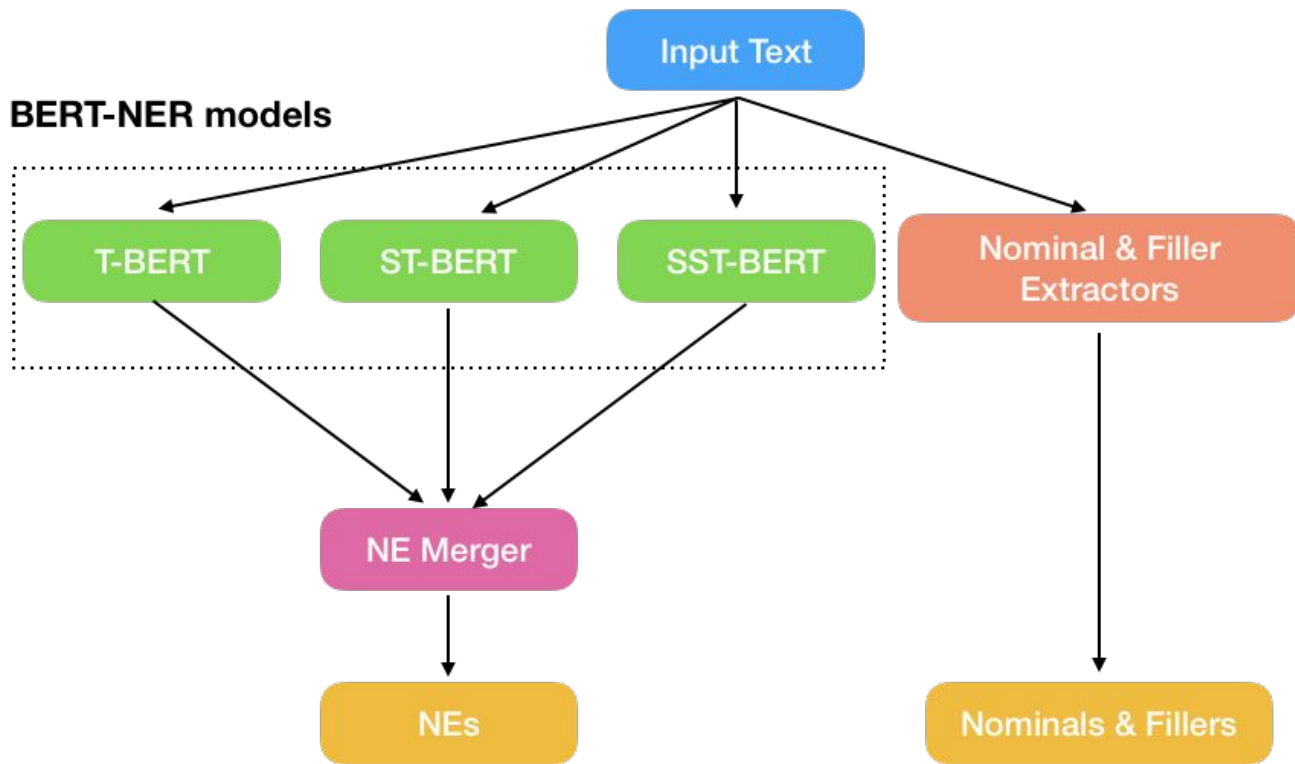 Input Text
BERT-NER models
T-BERT
ST-BERT
SST-BERT
Nominal & Filler
Extractors
NE Merger
NEs
Nominals & Fillers